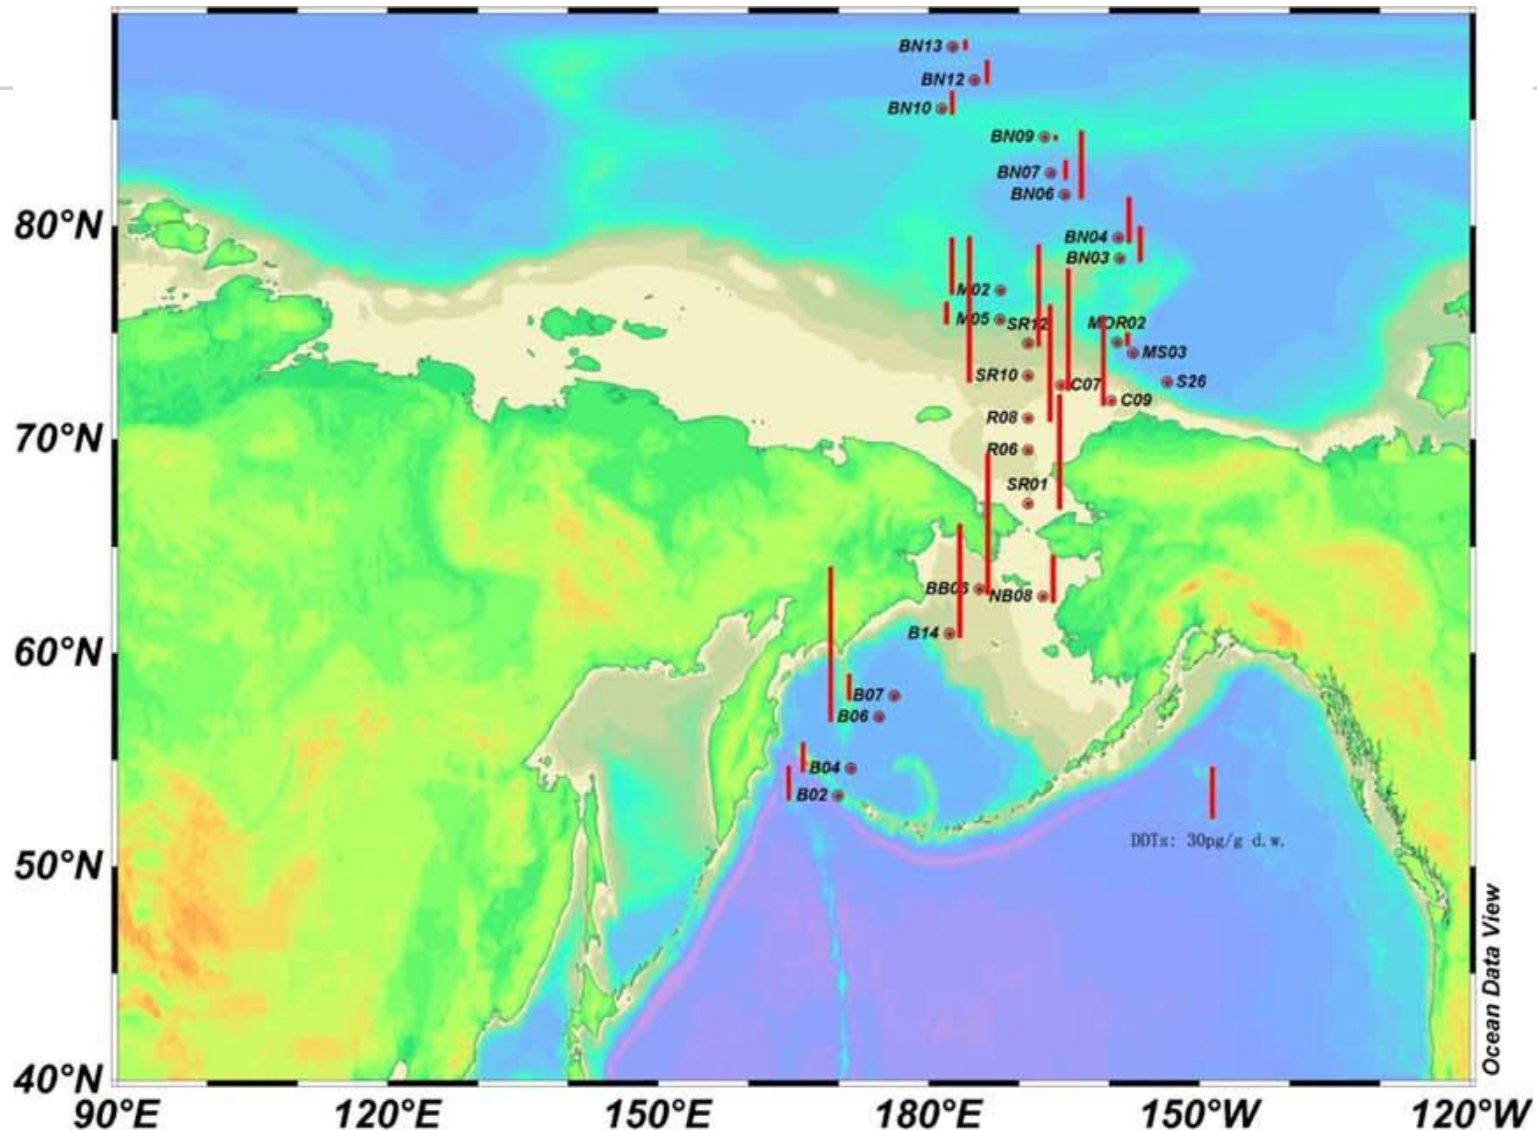 BN13
BN12
BN10
BN09
BN07
BN06
80°N
BN04
BN03
M02
M05
SR12
MOR02
MS03
SR10
C07
S26
C09
R08
70°N
R06
SR01
BB06
NB08
B14
60°N
B07
B06
B04
B02
DDTs: 30pg/g d.w.
50°N
Ocean Data View
40°N
90°E
120°E
150°E
180°E
150°W
120°W